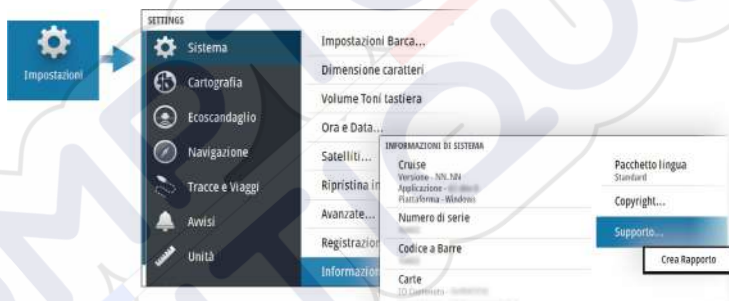 SETTINGS
Impostazioni
Sistema
Cartografia
Ecoscandaglio
Navigazione
Tracce e Viaggi
Avvisi
Unità
Impostazioni Barca...
Dimensione caratteri
Volume Toni tastiera
Ora e Data...
Satelliti...
Ripristina in
Avanzate...
Registrazion
Informazion
INFORMAZIONI DI SISTEMA
Cruise
Versione - NN..NN
Applicazione -
Piattaforma - Windows
Numero di serie
Codice a Barre
Carte
Pacchetto lingua
Standard
Copyright...
Supporto...
Crea Rapporto